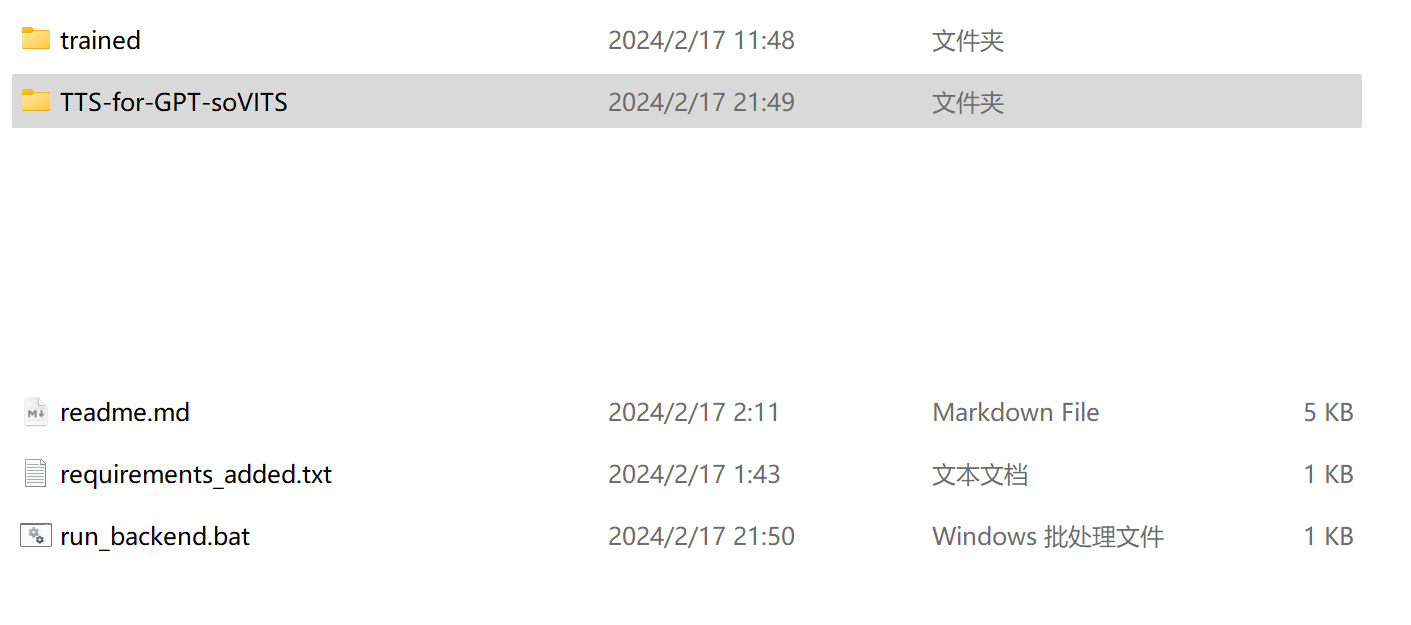 trained 2024/2/17 11:48 文件夹
TTS-for-GPT-soVITS 2024/2/17 21:49 文件夹
readme.md 2024/2/17 2:11 Markdown File 5 KB
requirements_added.txt 2024/2/17 1:43 文本文档 1 KB
run_backend.bat 2024/2/17 21:50 Windows 批处理文件 1 KB